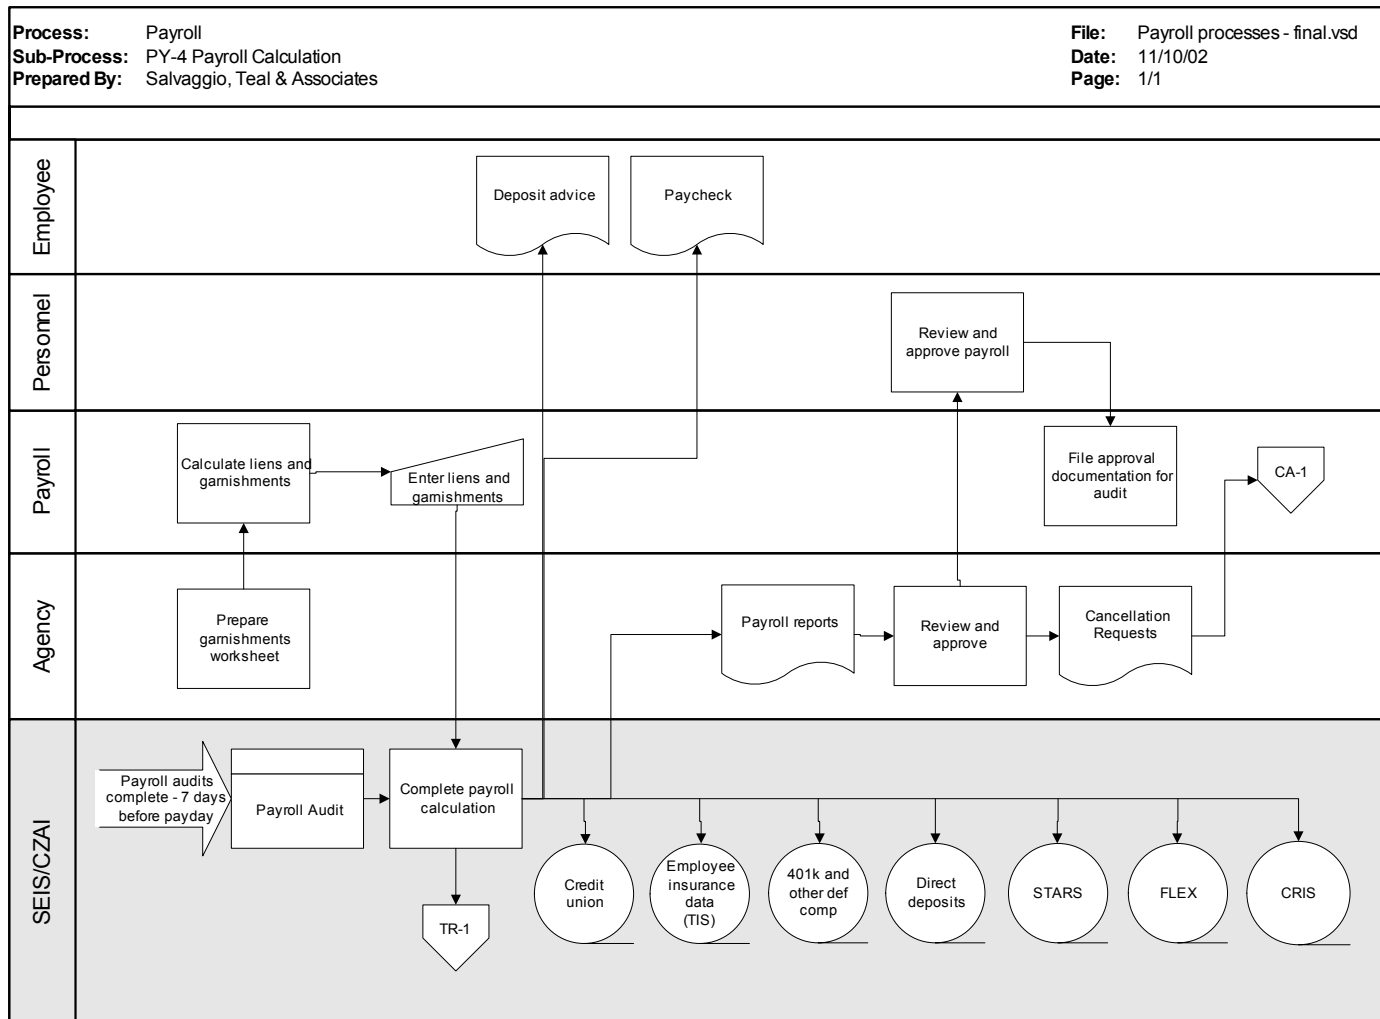 Process: Payroll
Sub-Process: PY-4 Payroll Calculation
Prepared By: Salvaggio, Teal & Associates
File: Payroll processes - final.vsd
Date: 11/10/02
Page: 1/1
Employee
Deposit advice
Paycheck
Personnel
Review and
approve payroll
Payroll
Calculate liens and
garnishments
Enter liens and
garnishments
File approval
documentation for
audit
CA-1
Agency
Prepare
garnishments
worksheet
Payroll reports
Review and
approve
Cancellation
Requests
SEIS/CZAI
Payroll audits
complete - 7 days
before payday
Payroll Audit
Complete payroll
calculation
TR-1
Credit
union
Employee
insurance
data
(TIS)
401k and
other def
comp
Direct
deposits
STARS
FLEX
CRIS